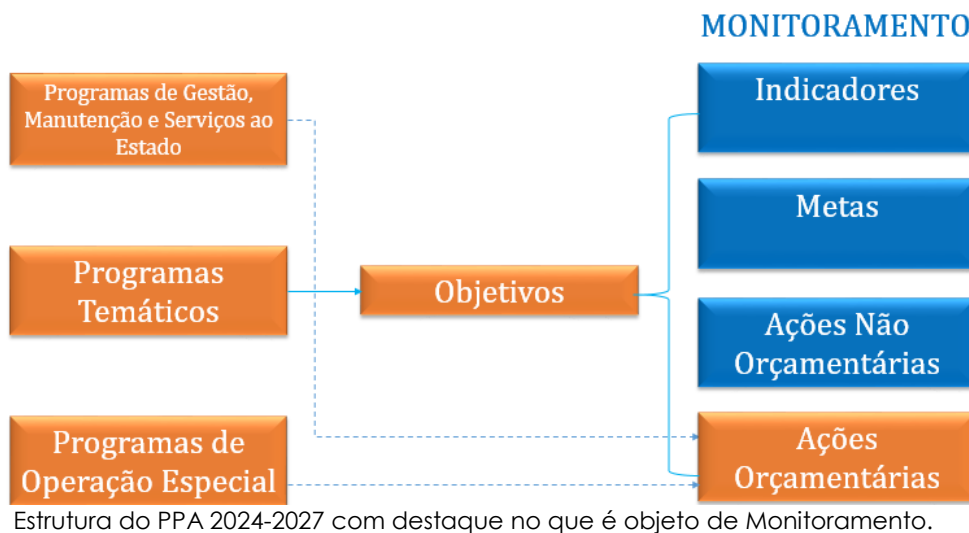 MONITORAMENTO
Programas de Gestão,
Manutenção e Serviços ao
Estado
Programas
Temáticos
Programas de
Operação Especial
Objetivos
Indicadores
Metas
Ações Não
Orçamentárias
Ações
Orçamentárias
Estrutura do PPA 2024-2027 com destaque no que é objeto de Monitoramento.